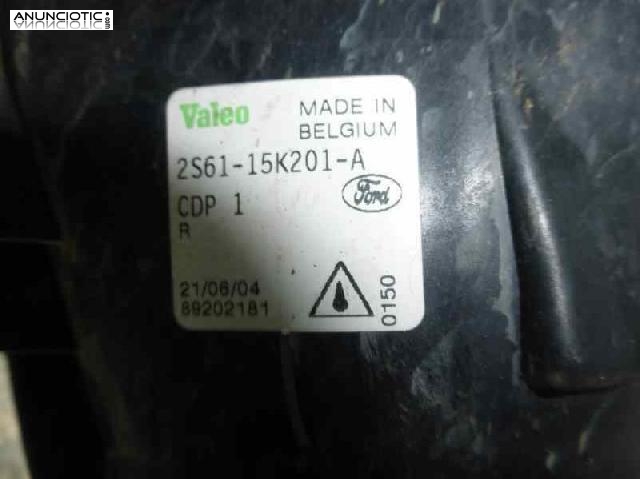 ANUNCIOTIC.com
Valeo
MADE IN
BELGIUM
2S61-15K201-A
CDP 1
Ford
R
21/06/04
89202181
0150